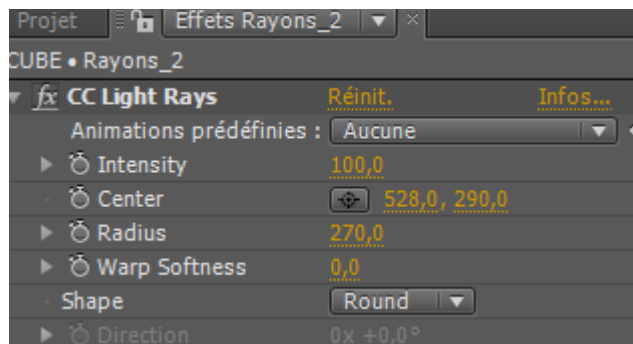 Projet Effets Rayons_2
CUBE • Rayons_2
fx CC Light Rays Réinit. Infos...
Animations prédéfinies : Aucune
Intensity 100,0
Center 528,0, 290,0
Radius 270,0
Warp Softness 0,0
Shape Round
Direction 0x +0,0°